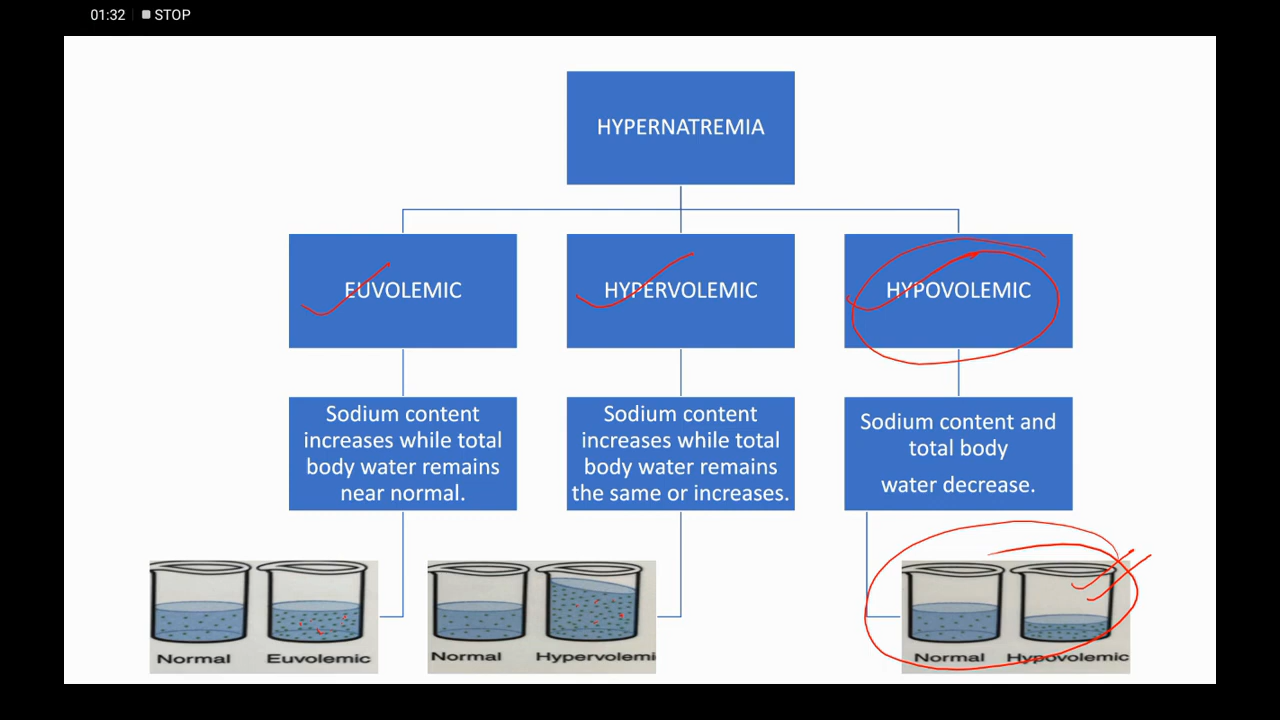 01:32 STOP
HYPERNATREMIA
EUVOLEMIC
HYPERVOLEMIC
HYPOVOLEMIC
Sodium content
increases while total
body water remains
near normal.
Sodium content
increases while total
body water remains
the same or increases.
Sodium content and
total body
water decrease.
Normal Euvolemic
Normal Hypervolemi
Normal Hypovolemic